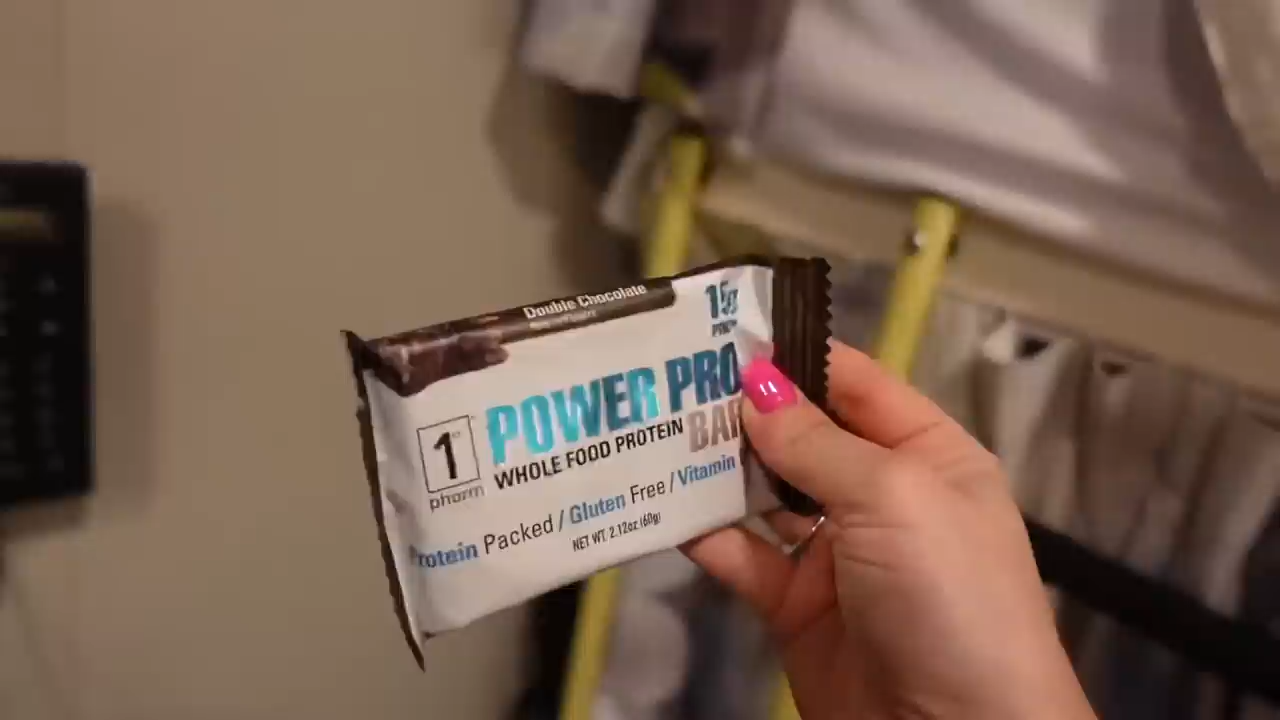 Double Chocolate
15g
1
pharm
POWER PRO
WHOLE FOOD PROTEIN
BAR
Protein Packed / Gluten Free / Vitamin
NET WT. 2.12oz (60g)